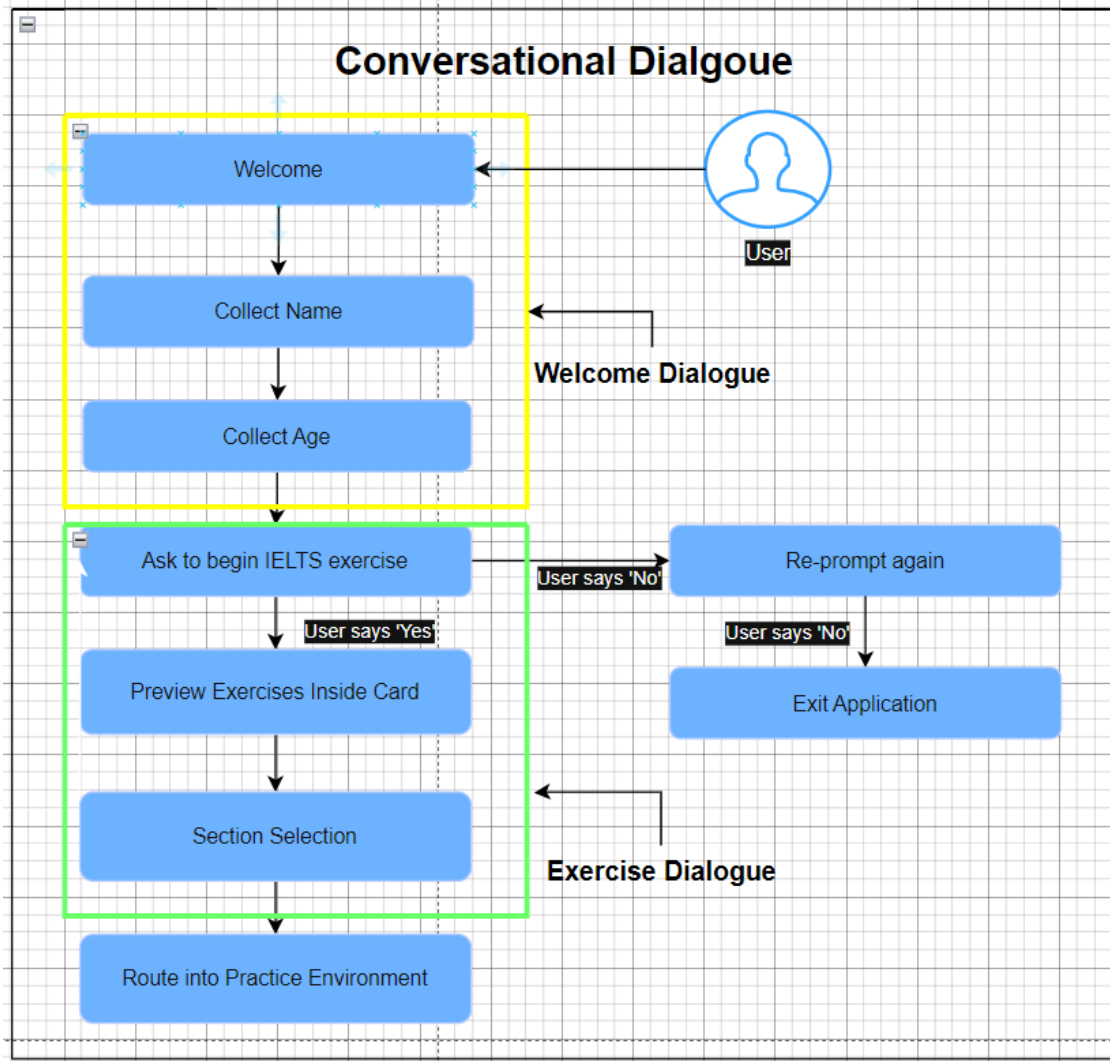 Conversational Dialgoue
Welcome
User
Collect Name
Welcome Dialogue
Collect Age
Ask to begin IELTS exercise
User says 'No'
Re-prompt again
User says 'Yes'
User says 'No'
Preview Exercises Inside Card
Exit Application
Section Selection
Exercise Dialogue
Route into Practice Environment